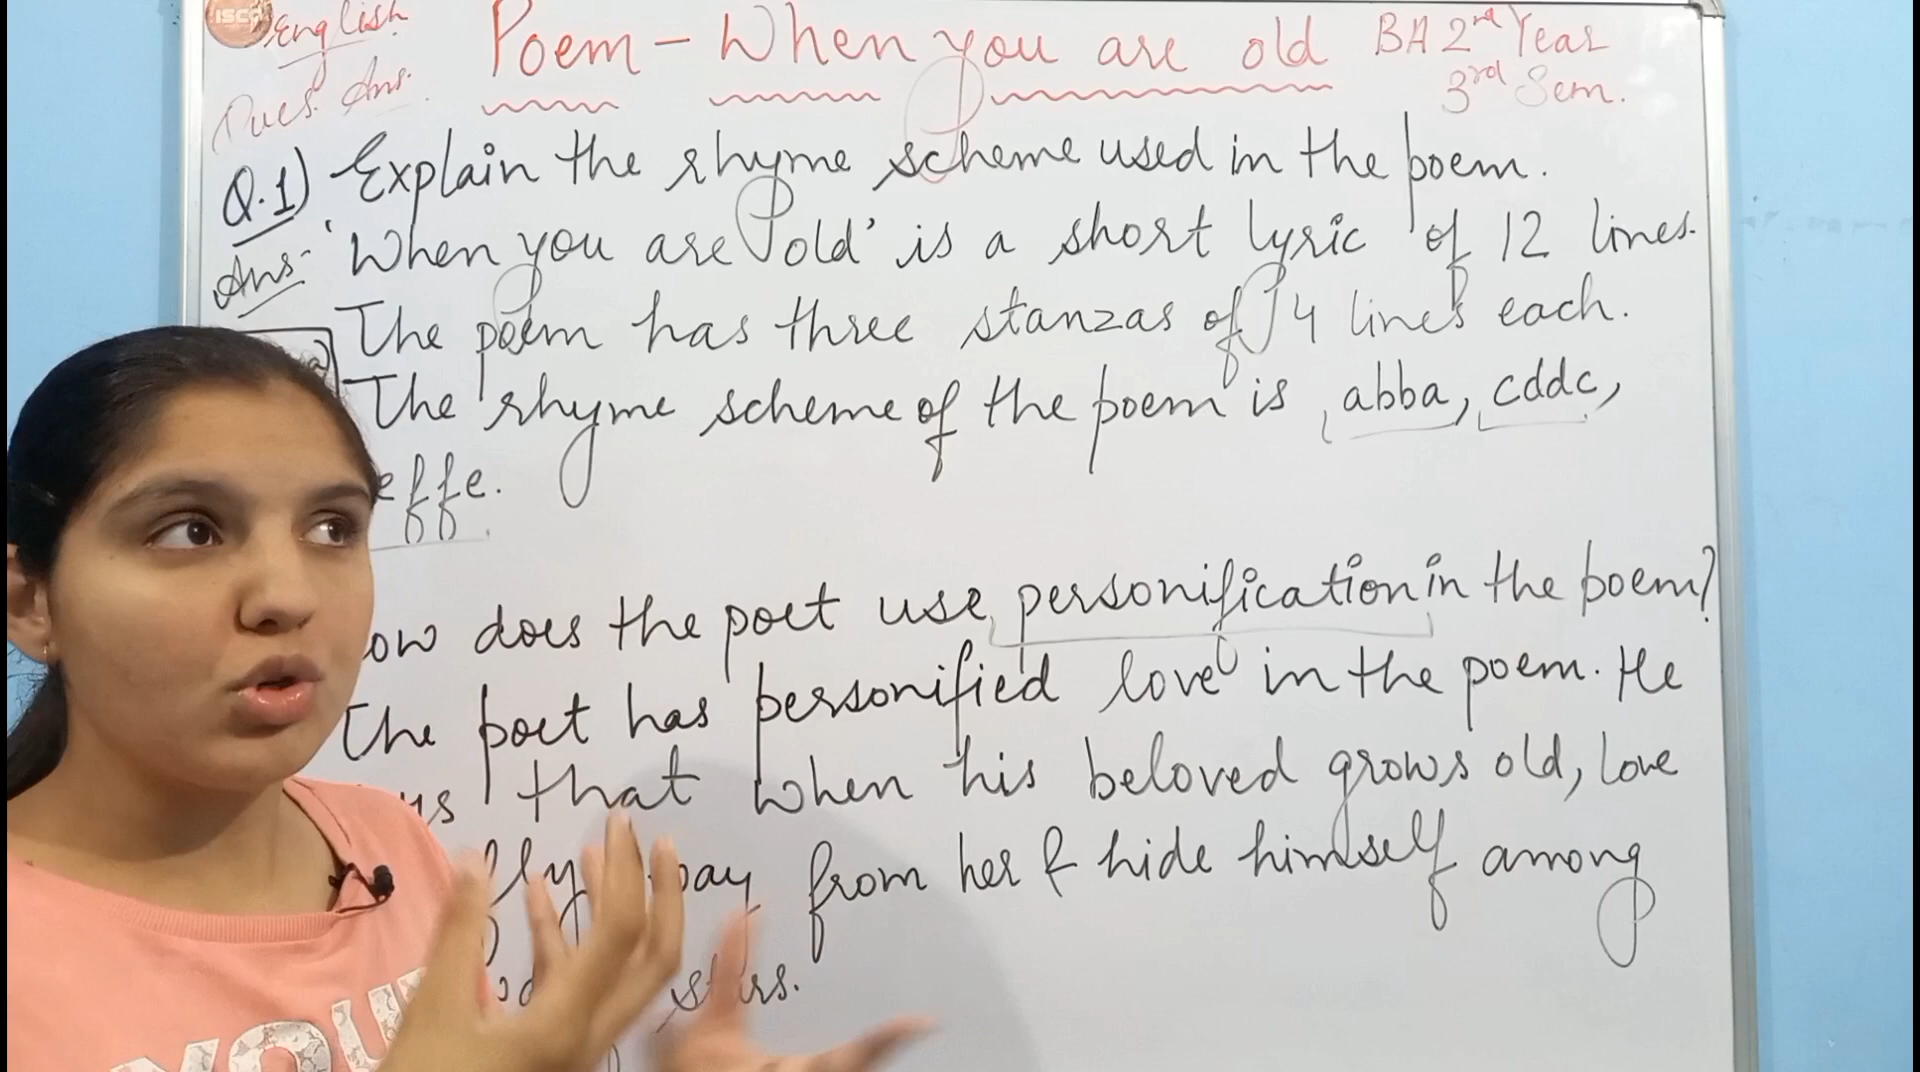 ISC
English
Ques. Ans.
Poem - When you are old
BA 2nd Year
3rd Sem.
Q.1) Explain the rhyme scheme used in the poem.
Ans- 'When you are old' is a short lyric of 12 lines.
The poem has three stanzas of 4 lines each.
The rhyme scheme of the poem is abba, cddc,
effe.
does the poet use personification in the poem?
The poet has personified love in the poem. He
that when his beloved grows old, love
fly from her & hide himself among
stars.
YOU